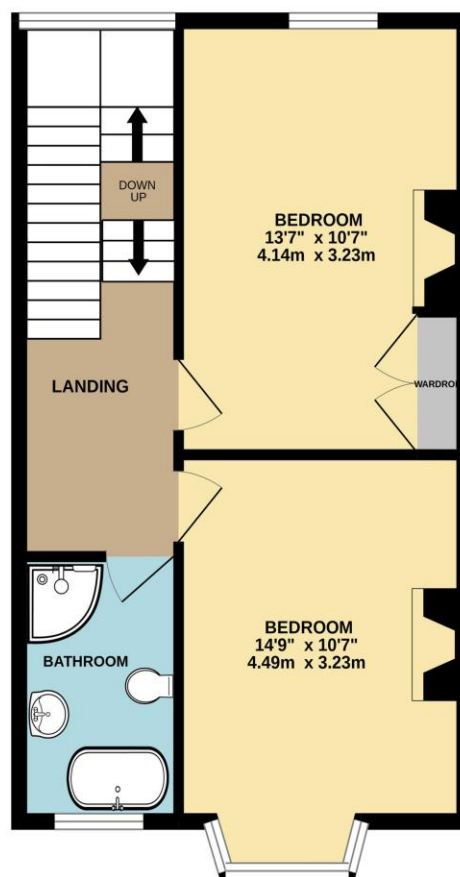 DOWN
UP
BEDROOM
13'7" x 10'7"
4.14m x 3.23m
LANDING
WARDROB
BEDROOM
14'9" x 10'7"
4.49m x 3.23m
BATHROOM